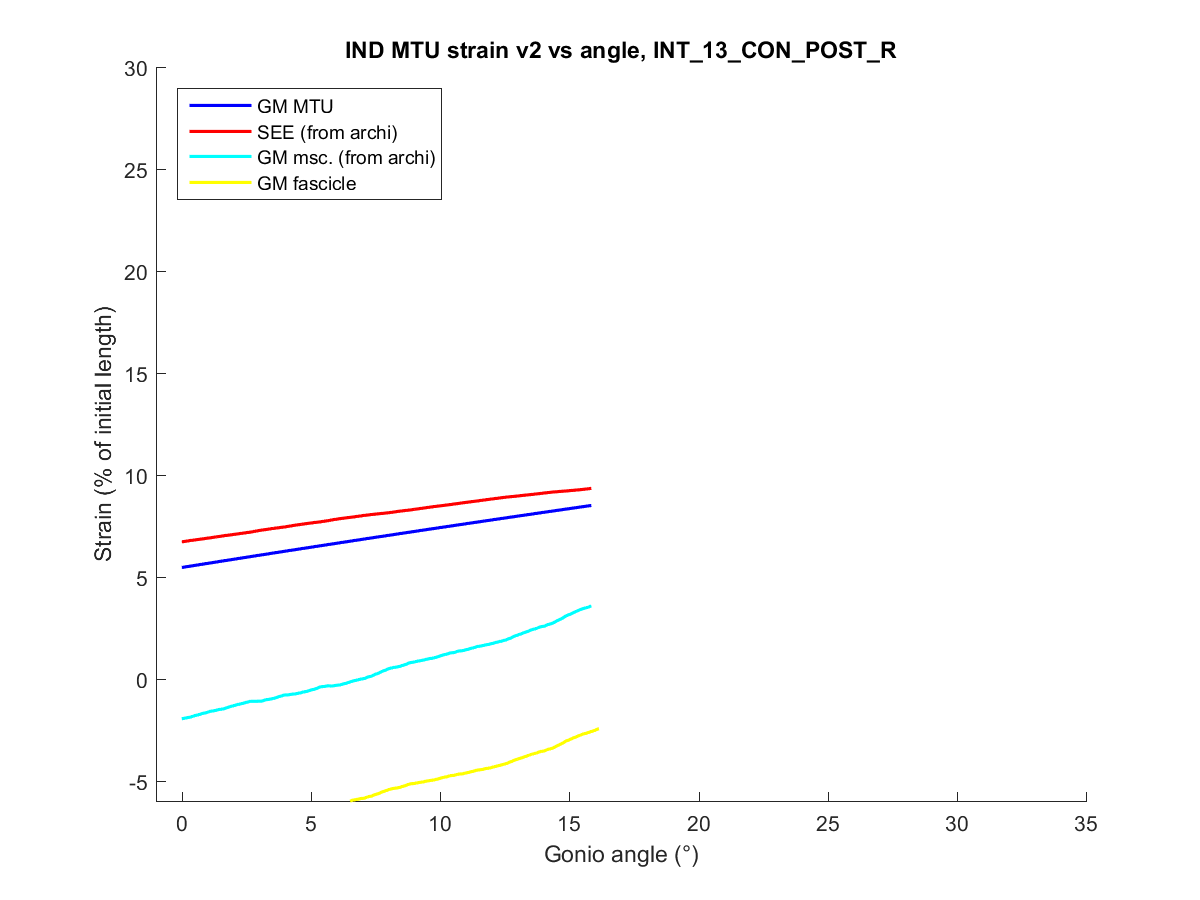 IND MTU strain v2 vs angle, INT_13_CON_POST_R
30
25
20
15
10
5
0
-5
Strain (% of initial length)
GM MTU
SEE (from archi)
GM msc. (from archi)
GM fascicle
0 5 10 15 20 25 30 35
Gonio angle (°)